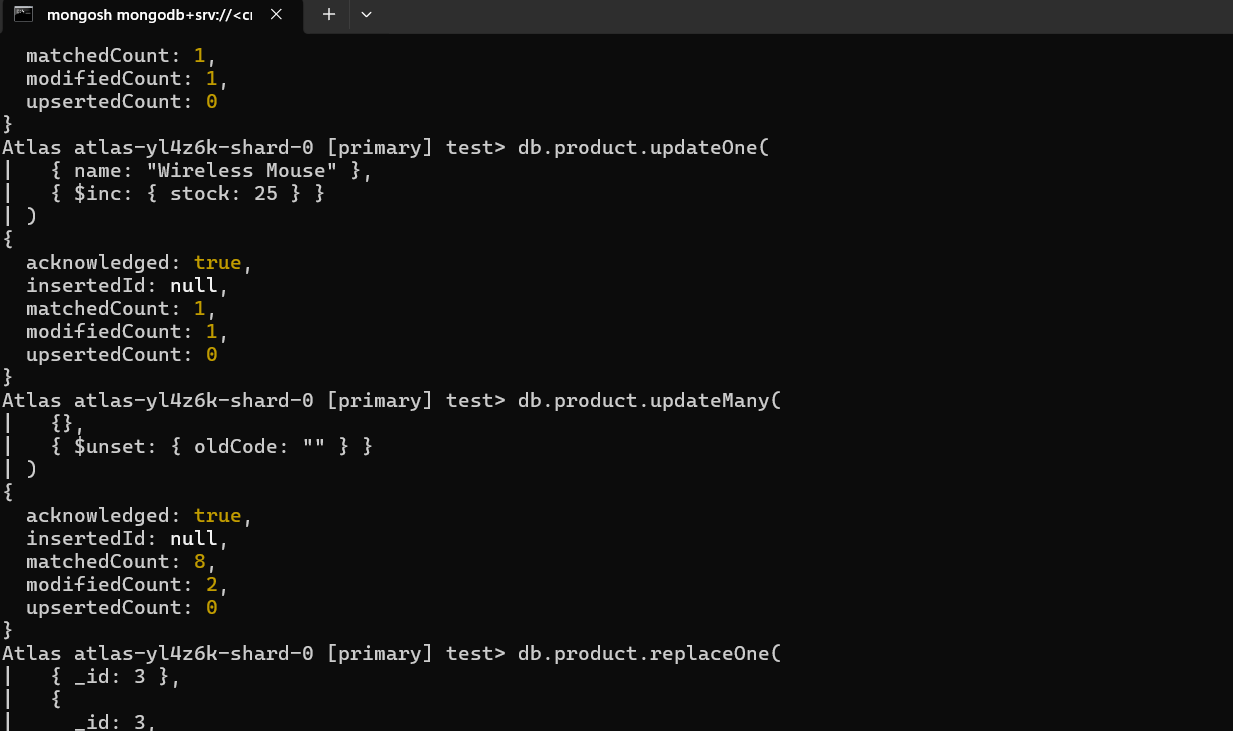 mongosh mongodb+srv://<cr
matchedCount: 1,
modifiedCount: 1,
upsertedCount: 0
}
Atlas atlas-yl4z6k-shard-0 [primary] test> db.product.updateOne(
|   { name: "Wireless Mouse" },
|   { $inc: { stock: 25 } }
| )
{
  acknowledged: true,
  insertedId: null,
  matchedCount: 1,
  modifiedCount: 1,
  upsertedCount: 0
}
Atlas atlas-yl4z6k-shard-0 [primary] test> db.product.updateMany(
|   {},
|   { $unset: { oldCode: "" } }
| )
{
  acknowledged: true,
  insertedId: null,
  matchedCount: 8,
  modifiedCount: 2,
  upsertedCount: 0
}
Atlas atlas-yl4z6k-shard-0 [primary] test> db.product.replaceOne(
|   { _id: 3 },
|   {
|     _id: 3,